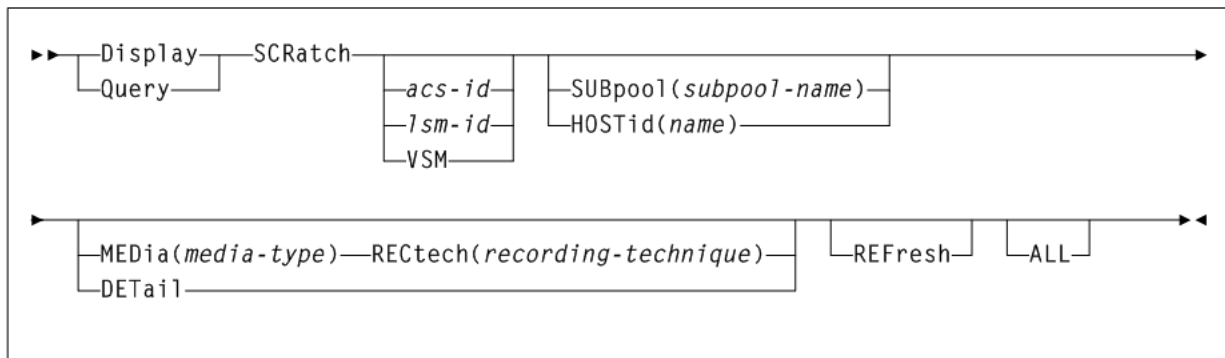 Display SCRatch
Query
acs-id
lsm-id
VSM
SUBpool(subpool-name)
HOSTid(name)
MEDia(media-type) RECtech(recording-technique)
DETail
REFresh
ALL